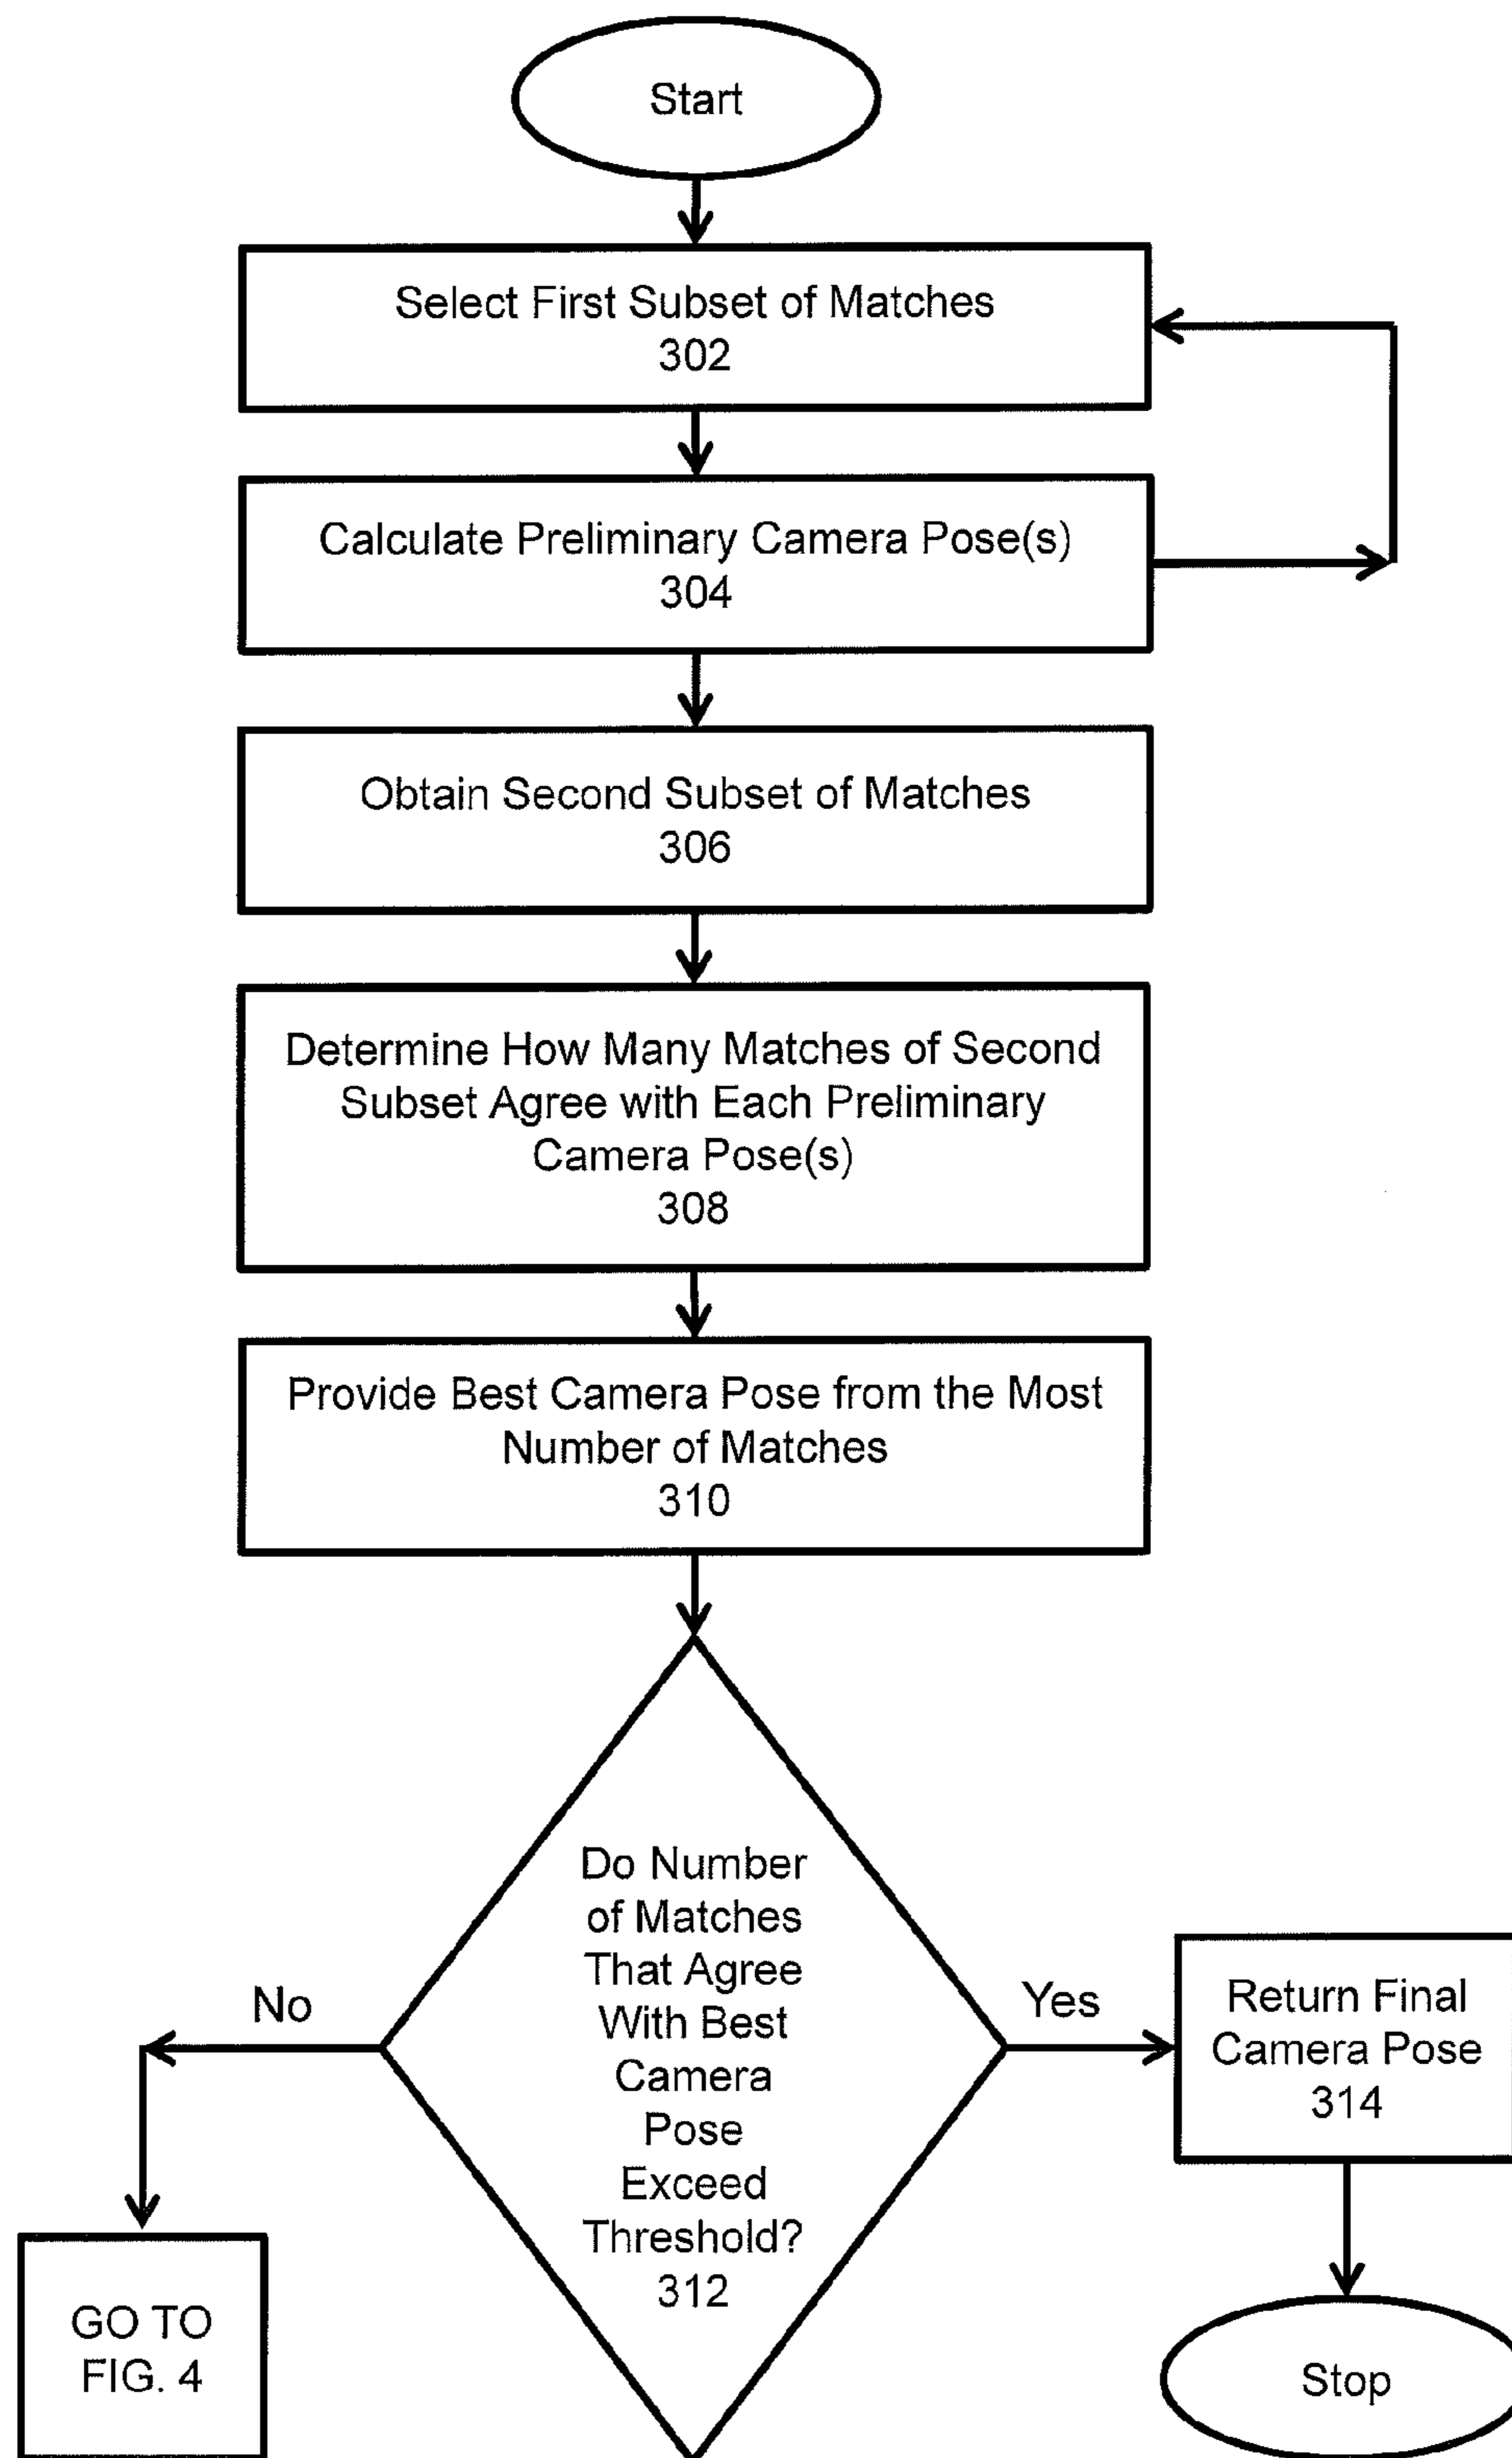 Start
Select First Subset of Matches
302
Calculate Preliminary Camera Pose(s)
304
Obtain Second Subset of Matches
306
Determine How Many Matches of Second
Subset Agree with Each Preliminary
Camera Pose(s)
308
Provide Best Camera Pose from the Most
Number of Matches
310
Do Number
of Matches
That Agree
With Best
Camera
Pose
Exceed
Threshold?
312
No
Yes
Return Final
Camera Pose
314
GO TO
FIG. 4
Stop